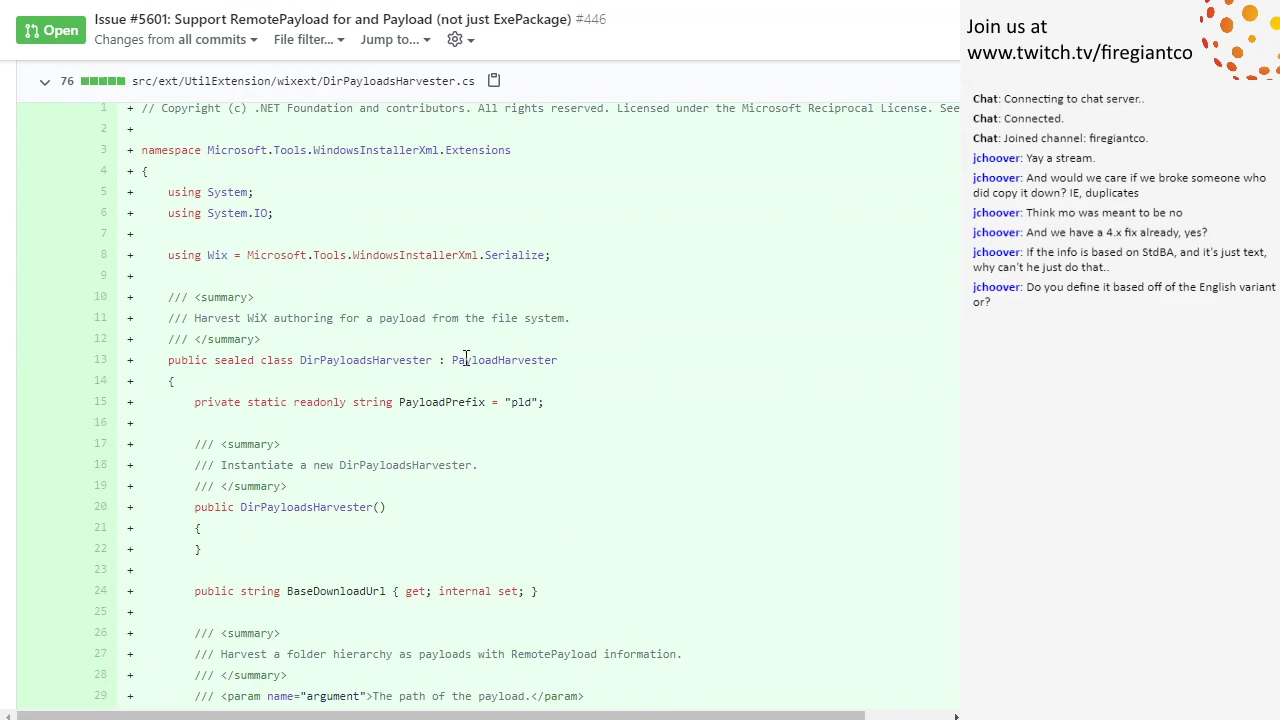 Open
Issue #5601: Support RemotePayload for and Payload (not just ExePackage) #446
Changes from all commits File filter... Jump to...
76 src/ext/UtilExtension/wixext/DirPayloadsHarvester.cs
1 + // Copyright (c) .NET Foundation and contributors. All rights reserved. Licensed under the Microsoft Reciprocal License. See
2 +
3 + namespace Microsoft.Tools.WindowsInstallerXml.Extensions
4 + {
5 + using System;
6 + using System.IO;
7 +
8 + using Wix = Microsoft.Tools.WindowsInstallerXml.Serialize;
9 +
10 + /// <summary>
11 + /// Harvest WiX authoring for a payload from the file system.
12 + /// </summary>
13 + public sealed class DirPayloadsHarvester : PayloadHarvester
14 + {
15 + private static readonly string PayloadPrefix = "pld";
16 +
17 + /// <summary>
18 + /// Instantiate a new DirPayloadsHarvester.
19 + /// </summary>
20 + public DirPayloadsHarvester()
21 + {
22 + }
23 +
24 + public string BaseDownloadUrl { get; internal set; }
25 +
26 + /// <summary>
27 + /// Harvest a folder hierarchy as payloads with RemotePayload information.
28 + /// </summary>
29 + /// <param name="argument">The path of the payload.</param>
Join us at
www.twitch.tv/firegiantco
Chat: Connecting to chat server..
Chat: Connected.
Chat: Joined channel: firegiantco.
jchoover: Yay a stream.
jchoover: And would we care if we broke someone who
did copy it down? IE, duplicates
jchoover: Think mo was meant to be no
jchoover: And we have a 4.x fix already, yes?
jchoover: If the info is based on StdBA, and it's just text,
why can't he just do that..
jchoover: Do you define it based off of the English variant
or?